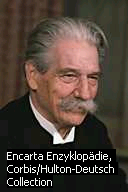 Encarta Enzyklopädie,
Corbis/Hulton-Deutsch
Collection